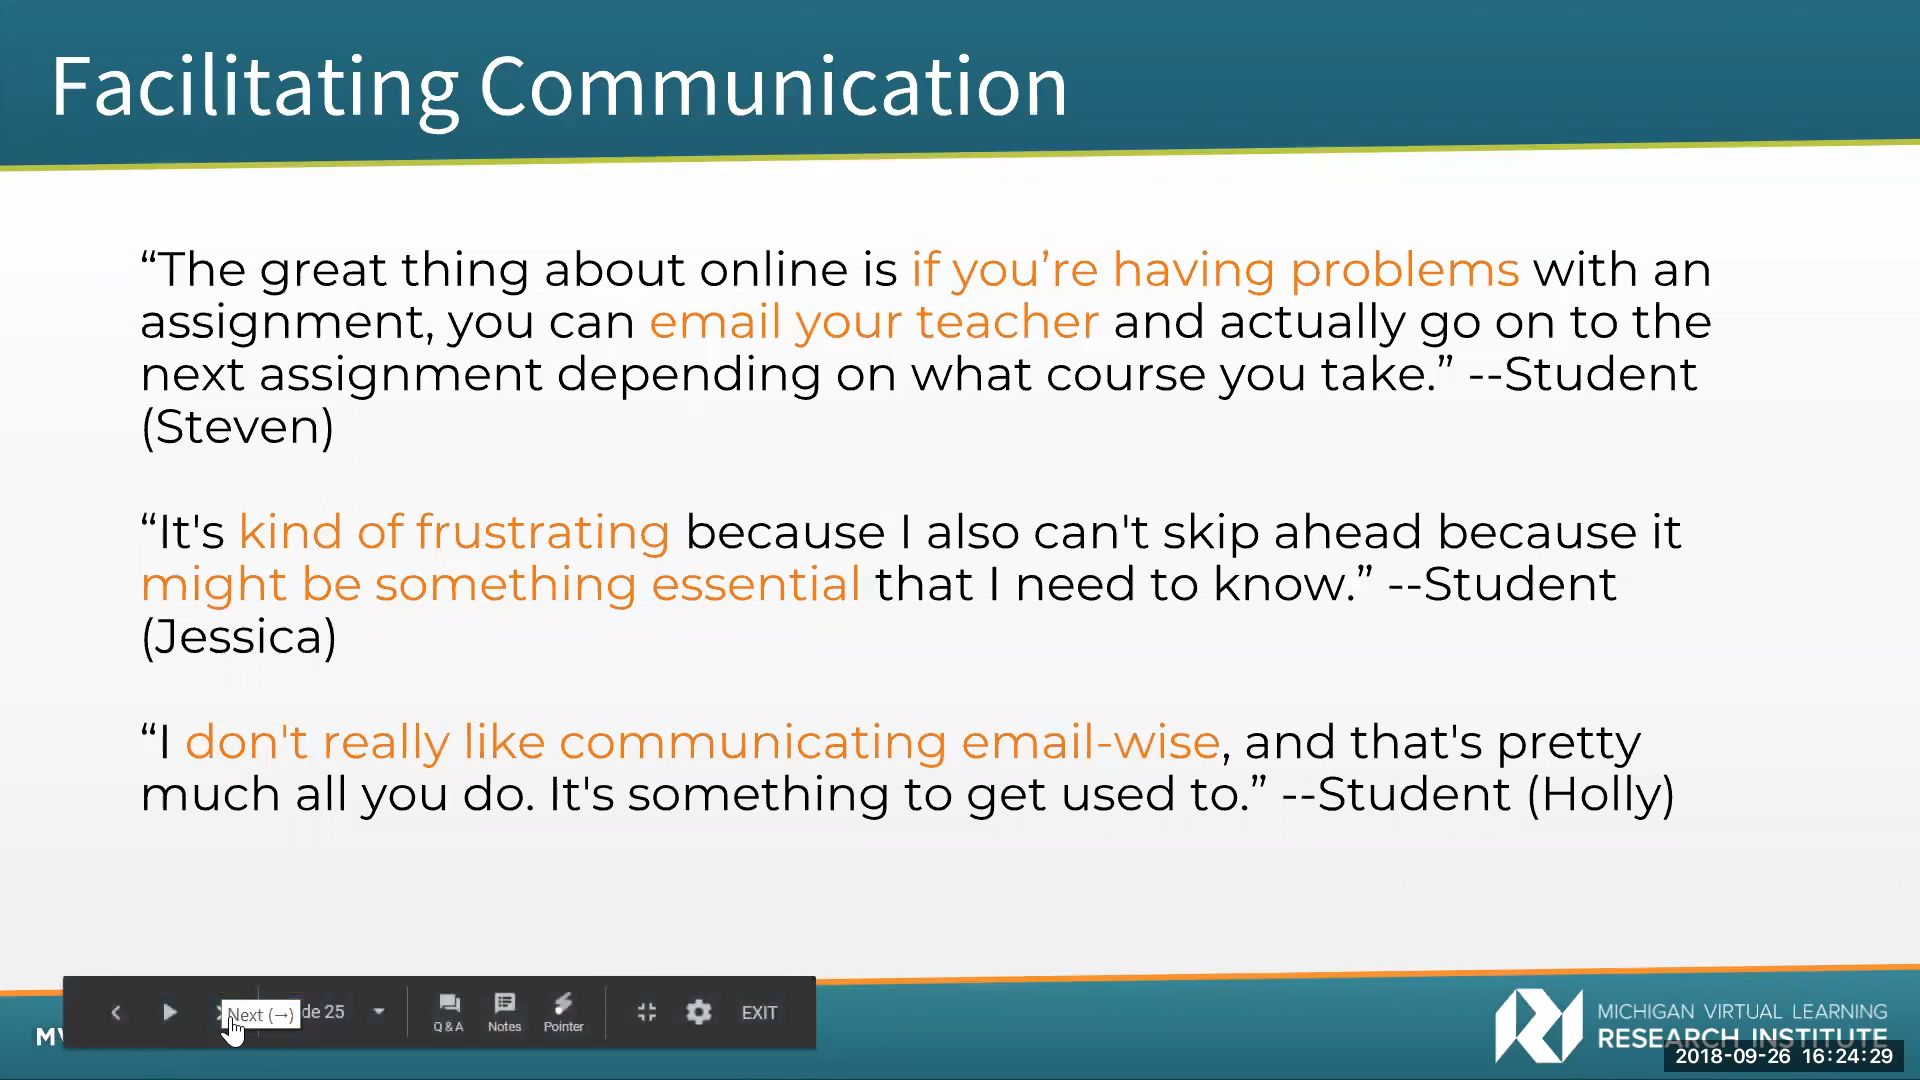 Facilitating Communication
“The great thing about online is if you’re having problems with an
assignment, you can email your teacher and actually go on to the
next assignment depending on what course you take.” --Student
(Steven)
“It's kind of frustrating because I also can't skip ahead because it
might be something essential that I need to know.” --Student
(Jessica)
“I don't really like communicating email-wise, and that's pretty
much all you do. It's something to get used to.” --Student (Holly)
Next (→)
25
Q & A
Notes
Pointer
EXIT
MICHIGAN VIRTUAL LEARNING
RESEARCH INSTITUTE
2018-09-26 16:24:29